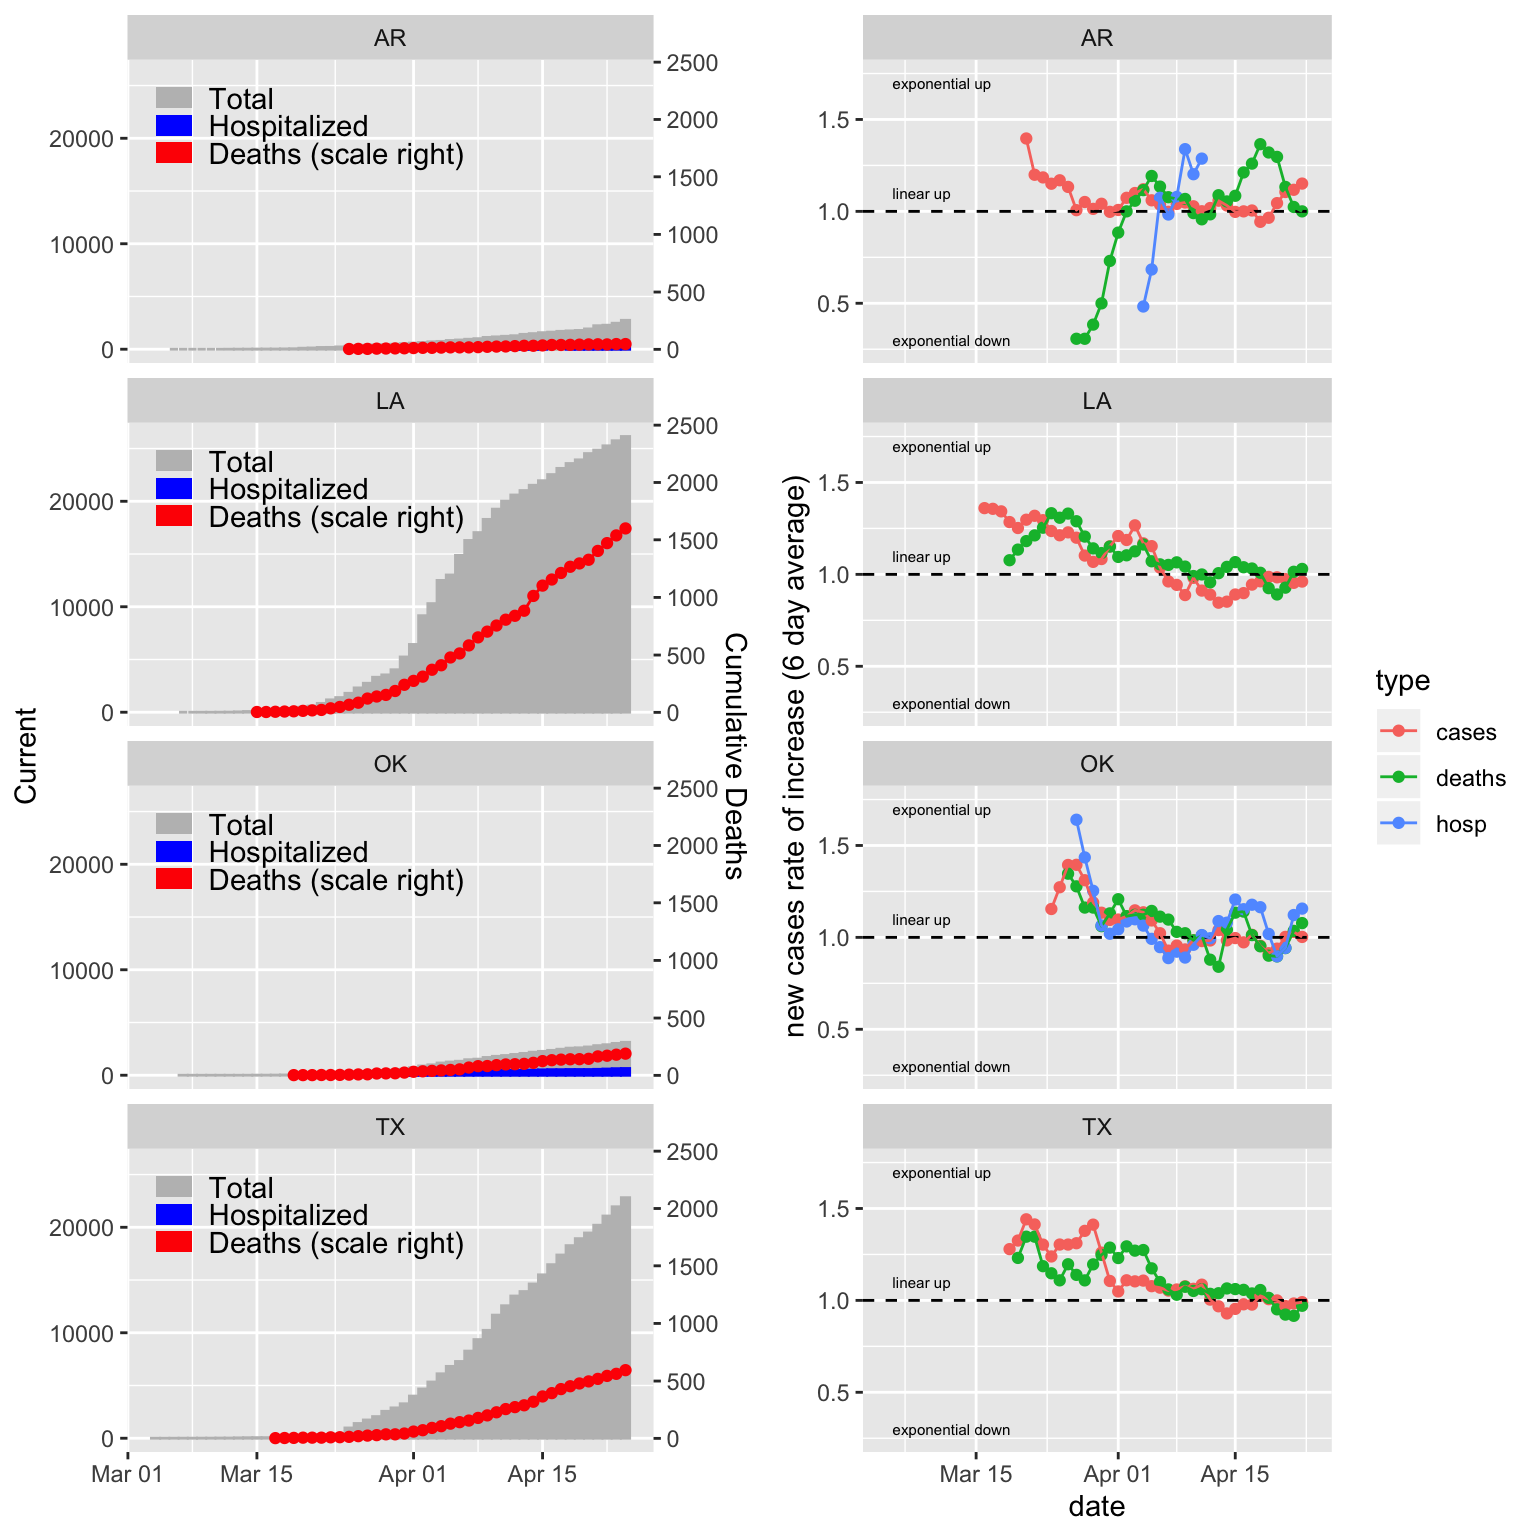 AR
Total
Hospitalized
Deaths (scale right)
20000
10000
0
2500
2000
1500
1000
500
0
LA
Total
Hospitalized
Deaths (scale right)
20000
10000
0
2500
2000
1500
1000
500
0
OK
Total
Hospitalized
Deaths (scale right)
20000
10000
0
2500
2000
1500
1000
500
0
TX
Total
Hospitalized
Deaths (scale right)
20000
10000
0
2500
2000
1500
1000
500
0
Mar 01
Mar 15
Apr 01
Apr 15
Current
Cumulative Deaths
AR
exponential up
linear up
exponential down
1.5
1.0
0.5
LA
exponential up
linear up
exponential down
1.5
1.0
0.5
OK
exponential up
linear up
exponential down
1.5
1.0
0.5
TX
exponential up
linear up
exponential down
1.5
1.0
0.5
Mar 15
Apr 01
Apr 15
date
new cases rate of increase (6 day average)
type
cases
deaths
hosp